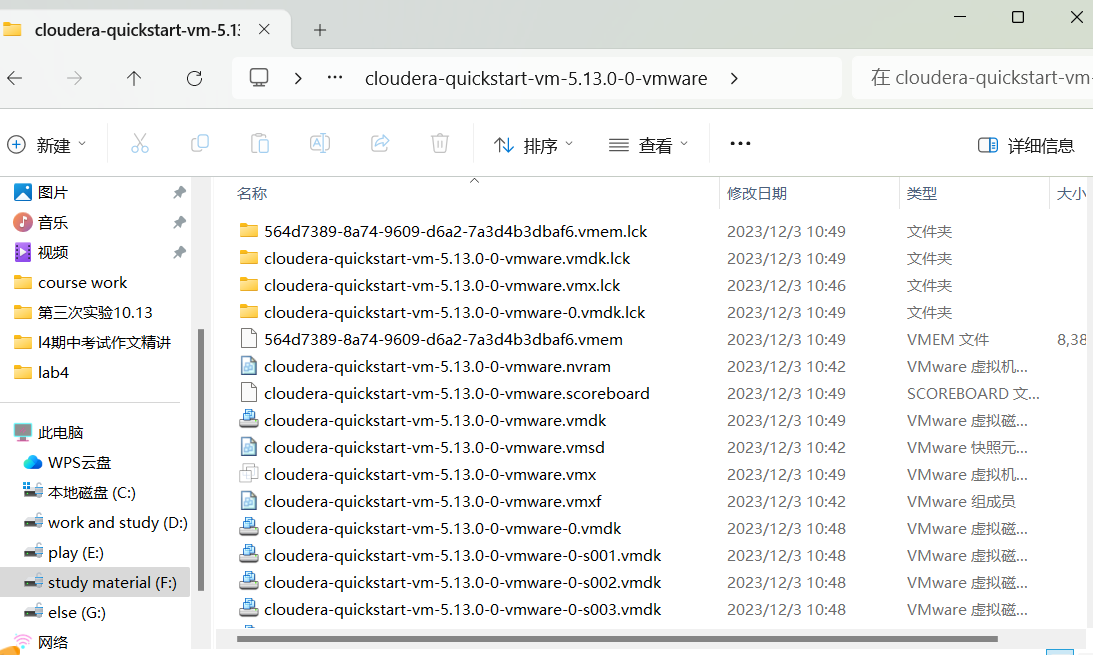 cloudera-quickstart-vm-5.13
cloudera-quickstart-vm-5.13.0-0-vmware
在 cloudera-quickstart-vm-
新建 排序 查看 详细信息
图片
音乐
视频
course work
第三次实验10.13
l4期中考试作文精讲
lab4
此电脑
WPS云盘
本地磁盘 (C:)
work and study (D:)
play (E:)
study material (F:)
else (G:)
网络
名称 修改日期 类型 大小
564d7389-8a74-9609-d6a2-7a3d4b3dbaf6.vmem.lck 2023/12/3 10:49 文件夹
cloudera-quickstart-vm-5.13.0-0-vmware.vmdk.lck 2023/12/3 10:49 文件夹
cloudera-quickstart-vm-5.13.0-0-vmware.vmx.lck 2023/12/3 10:46 文件夹
cloudera-quickstart-vm-5.13.0-0-vmware-0.vmdk.lck 2023/12/3 10:49 文件夹
564d7389-8a74-9609-d6a2-7a3d4b3dbaf6.vmem 2023/12/3 10:49 VMEM 文件 8,38
cloudera-quickstart-vm-5.13.0-0-vmware.nvram 2023/12/3 10:42 VMware 虚拟机...
cloudera-quickstart-vm-5.13.0-0-vmware.scoreboard 2023/12/3 10:49 SCOREBOARD 文...
cloudera-quickstart-vm-5.13.0-0-vmware.vmdk 2023/12/3 10:49 VMware 虚拟磁...
cloudera-quickstart-vm-5.13.0-0-vmware.vmsd 2023/12/3 10:42 VMware 快照元...
cloudera-quickstart-vm-5.13.0-0-vmware.vmx 2023/12/3 10:49 VMware 虚拟机...
cloudera-quickstart-vm-5.13.0-0-vmware.vmxf 2023/12/3 10:42 VMware 组成员
cloudera-quickstart-vm-5.13.0-0-vmware-0.vmdk 2023/12/3 10:48 VMware 虚拟磁...
cloudera-quickstart-vm-5.13.0-0-vmware-0-s001.vmdk 2023/12/3 10:48 VMware 虚拟磁...
cloudera-quickstart-vm-5.13.0-0-vmware-0-s002.vmdk 2023/12/3 10:48 VMware 虚拟磁...
cloudera-quickstart-vm-5.13.0-0-vmware-0-s003.vmdk 2023/12/3 10:48 VMware 虚拟磁...